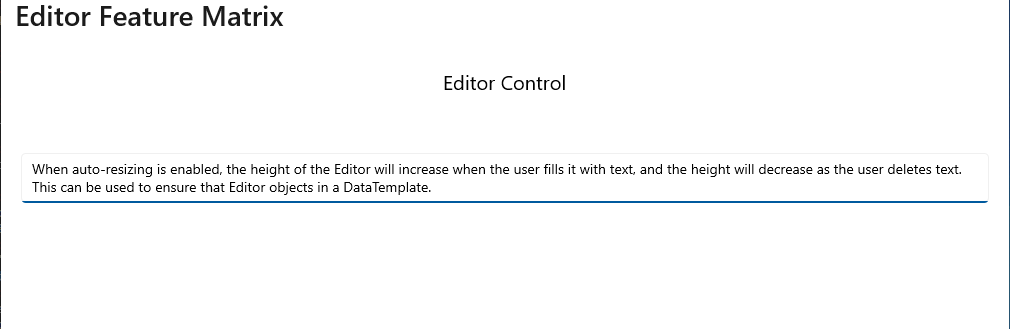 Editor Feature Matrix
Editor Control
When auto-resizing is enabled, the height of the Editor will increase when the user fills it with text, and the height will decrease as the user deletes text.
This can be used to ensure that Editor objects in a DataTemplate.